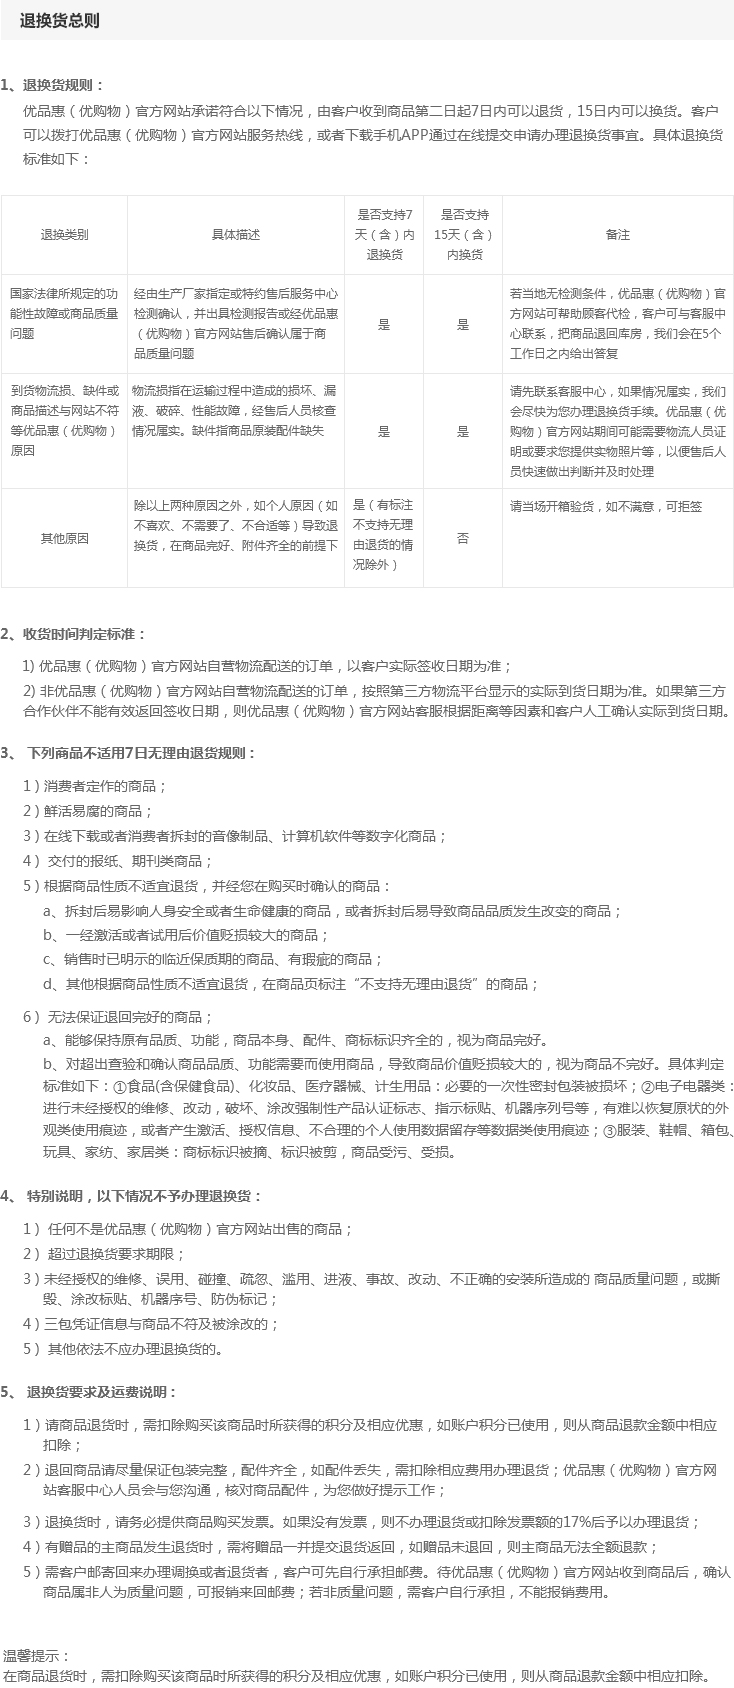 退换货总则
1、退换货规则：
优品惠（优购物）官方网站承诺符合以下情况，由客户收到商品第二日起7日内可以退货，15日内可以换货。客户
可以拨打优品惠（优购物）官方网站服务热线，或者下载手机APP通过在线提交申请办理退换货事宜。具体退换货
标准如下：
退换类别
具体描述
是否支持7
天（含）内
退换货
是否支持
15天（含）
内换货
备注
国家法律所规定的功
能性故障或商品质量
问题
经由生产厂家指定或特约售后服务中心
检测确认，并出具检测报告或经优品惠
（优购物）官方网站售后确认属于商
品质量问题
是
是
若当地无检测条件，优品惠（优购物）官
方网站可帮助顾客代检，客户可与客服中
心联系，把商品退回库房，我们会在5个
工作日之内给出答复
到货物流损、缺件或
商品描述与网站不符
等优品惠（优购物）
原因
物流损指在运输过程中造成的损坏、漏
液、破碎、性能故障，经售后人员核查
情况属实。缺件指商品原装配件缺失
是
是
请先联系客服中心，如果情况属实，我们
会尽快为您办理退换货手续。优品惠（优
购物）官方网站期间可能需要物流人员证
明或要求您提供实物照片等，以便售后人
员快速做出判断并及时处理
其他原因
除以上两种原因之外，如个人原因（如
不喜欢、不需要了、不合适等）导致退
换货，在商品完好、附件齐全的前提下
是（有标注
不支持无理
由退货的情
况除外）
否
请当场开箱验货，如不满意，可拒签
2、收货时间判定标准：
1) 优品惠（优购物）官方网站自营物流配送的订单，以客户实际签收日期为准；
2) 非优品惠（优购物）官方网站自营物流配送的订单，按照第三方物流平台显示的实际到货日期为准。如果第三方
合作伙伴不能有效返回签收日期，则优品惠（优购物）官方网站客服根据距离等因素和客户人工确认实际到货日期。
3、 下列商品不适用7日无理由退货规则：
1）消费者定作的商品；
2）鲜活易腐的商品；
3）在线下载或者消费者拆封的音像制品、计算机软件等数字化商品；
4） 交付的报纸、期刊类商品；
5）根据商品性质不适宜退货，并经您在购买时确认的商品：
a、拆封后易影响人身安全或者生命健康的商品，或者拆封后易导致商品品质发生改变的商品；
b、一经激活或者试用后价值贬损较大的商品；
c、销售时已明示的临近保质期的商品、有瑕疵的商品；
d、其他根据商品性质不适宜退货，在商品页标注“不支持无理由退货”的商品；
6） 无法保证退回完好的商品；
a、能够保持原有品质、功能，商品本身、配件、商标标识齐全的，视为商品完好。
b、对超出查验和确认商品品质、功能需要而使用商品，导致商品价值贬损较大的，视为商品不完好。具体判定
标准如下：①食品(含保健食品)、化妆品、医疗器械、计生用品：必要的一次性密封包装被损坏；②电子电器类：
进行未经授权的维修、改动，破坏、涂改强制性产品认证标志、指示标贴、机器序列号等，有难以恢复原状的外
观类使用痕迹，或者产生激活、授权信息、不合理的个人使用数据留存等数据类使用痕迹；③服装、鞋帽、箱包、
玩具、家纺、家居类：商标标识被摘、标识被剪，商品受污、受损。
4、 特别说明，以下情况不予办理退换货：
1） 任何不是优品惠（优购物）官方网站出售的商品；
2） 超过退换货要求期限；
3）未经授权的维修、误用、碰撞、疏忽、滥用、进液、事故、改动、不正确的安装所造成的 商品质量问题，或撕
毁、涂改标贴、机器序号、防伪标记；
4）三包凭证信息与商品不符及被涂改的；
5） 其他依法不应办理退换货的。
5、 退换货要求及运费说明：
1）请商品退货时，需扣除购买该商品时所获得的积分及相应优惠，如账户积分已使用，则从商品退款金额中相应
扣除；
2）退回商品请尽量保证包装完整，配件齐全，如配件丢失，需扣除相应费用办理退货；优品惠（优购物）官方网
站客服中心人员会与您沟通，核对商品配件，为您做好提示工作；
3）退换货时，请务必提供商品购买发票。如果没有发票，则不办理退货或扣除发票额的17%后予以办理退货；
4）有赠品的主商品发生退货时，需将赠品一并提交退货返回，如赠品未退回，则主商品无法全额退款；
5）需客户邮寄回来办理调换或者退货者，客户可先自行承担邮费。待优品惠（优购物）官方网站收到商品后，确认
商品属非人为质量问题，可报销来回邮费；若非质量问题，需客户自行承担，不能报销费用。
温馨提示：
在商品退货时，需扣除购买该商品时所获得的积分及相应优惠，如账户积分已使用，则从商品退款金额中相应扣除。